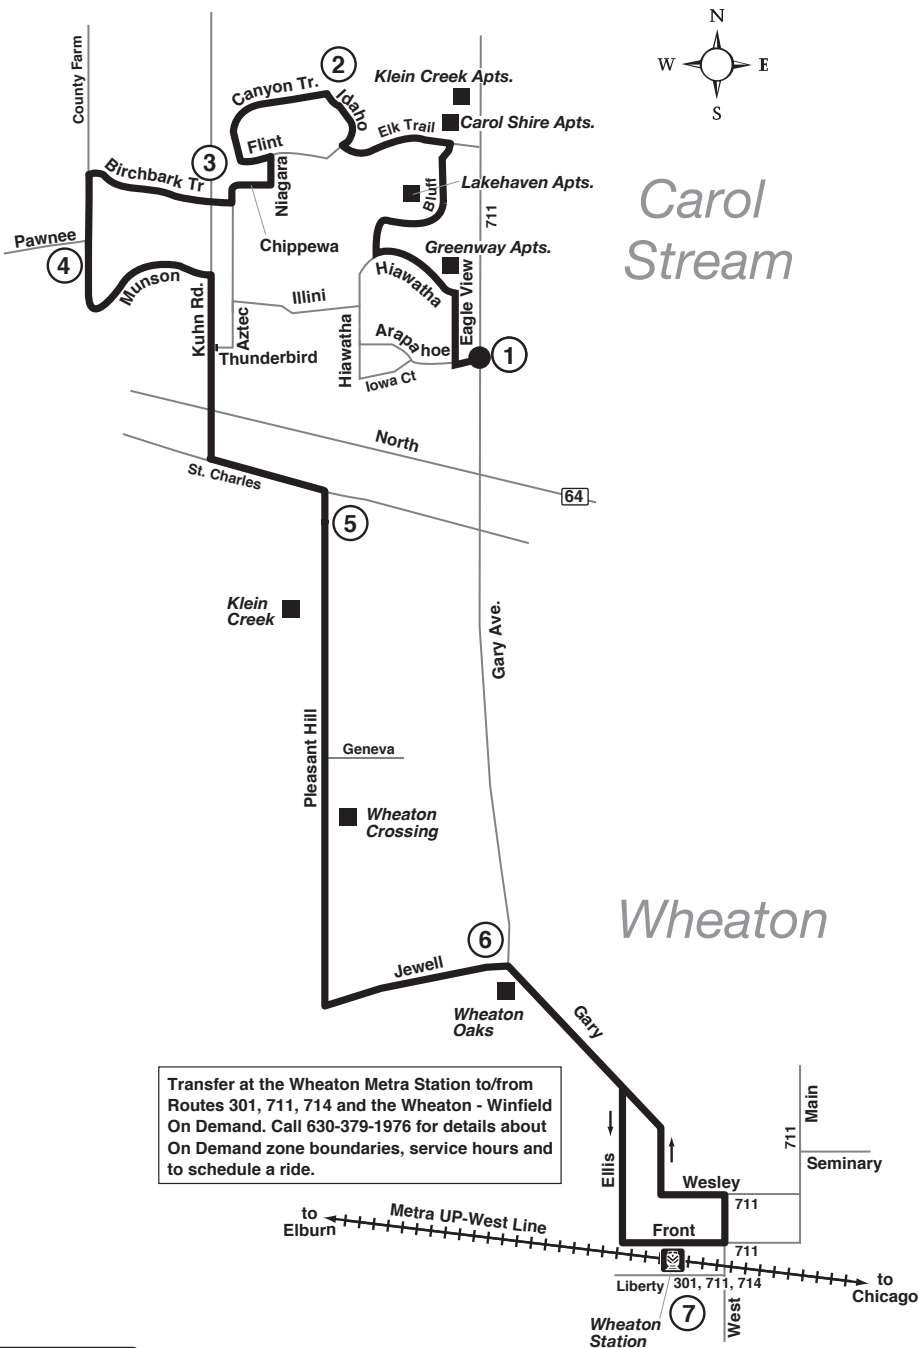 N
W
E
S
County Farm
2
Canyon Tr.
Idaho
Klein Creek Apts.
Carol Shire Apts.
Elk Trail
Flint
3
Birchbark Tr
Niagara
Bluff
Lakehaven Apts.
711
Carol
Stream
Chippewa
Pawnee
4
Munson
Greenway Apts.
Hiawatha
Eagle View
Kuhn Rd.
Aztec
Illini
Thunderbird
Hiawatha
Arapahoe
Iowa Ct
1
North
64
St. Charles
5
Klein
Creek
Gary Ave.
Pleasant Hill
Geneva
Wheaton
Crossing
Wheaton
6
Jewell
Wheaton
Oaks
Gary
Transfer at the Wheaton Metra Station to/from
Routes 301, 711, 714 and the Wheaton - Winfield
On Demand. Call 630-379-1976 for details about
On Demand zone boundaries, service hours and
to schedule a ride.
Main
711
Seminary
Ellis
Wesley
711
Front
711
to
Elburn
Metra UP-West Line
Liberty
301, 711, 714
to
Chicago
West
7
Wheaton
Station